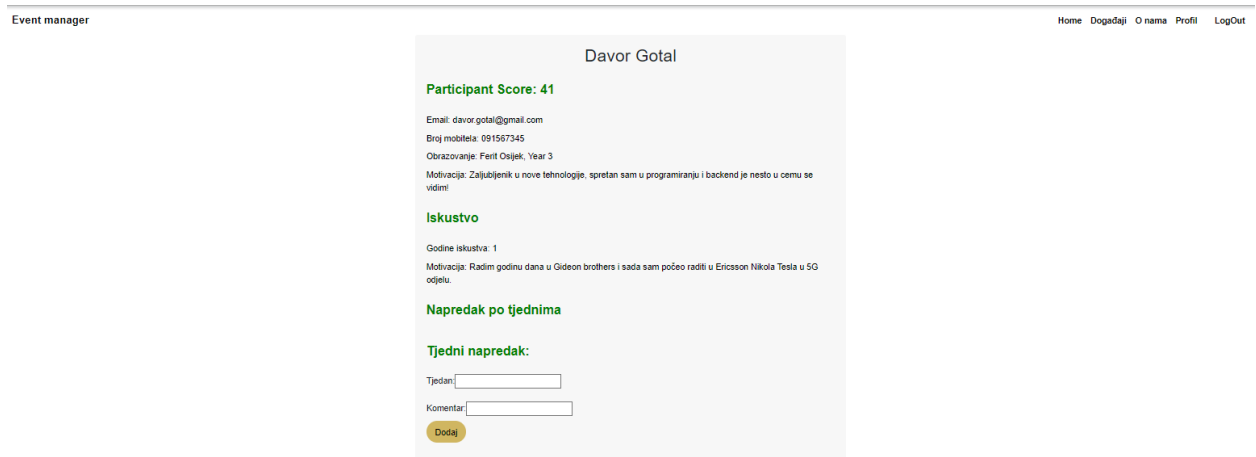 Event manager
Home Događaji O nama Profil LogOut
Davor Gotal
Participant Score: 41
Email: davor.gotal@gmail.com
Broj mobitela: 091567345
Obrazovanje: Ferit Osijek, Year 3
Motivacija: Zaljubljenik u nove tehnologije, spretan sam u programiranju i backend je nesto u cemu se
vidim!
Iskustvo
Godine iskustva: 1
Motivacija: Radim godinu dana u Gideon brothers i sada sam počeo raditi u Ericsson Nikola Tesla u 5G
odjelu.
Napredak po tjednima
Tjedni napredak:
Tjedan:
Komentar:
Dodaj